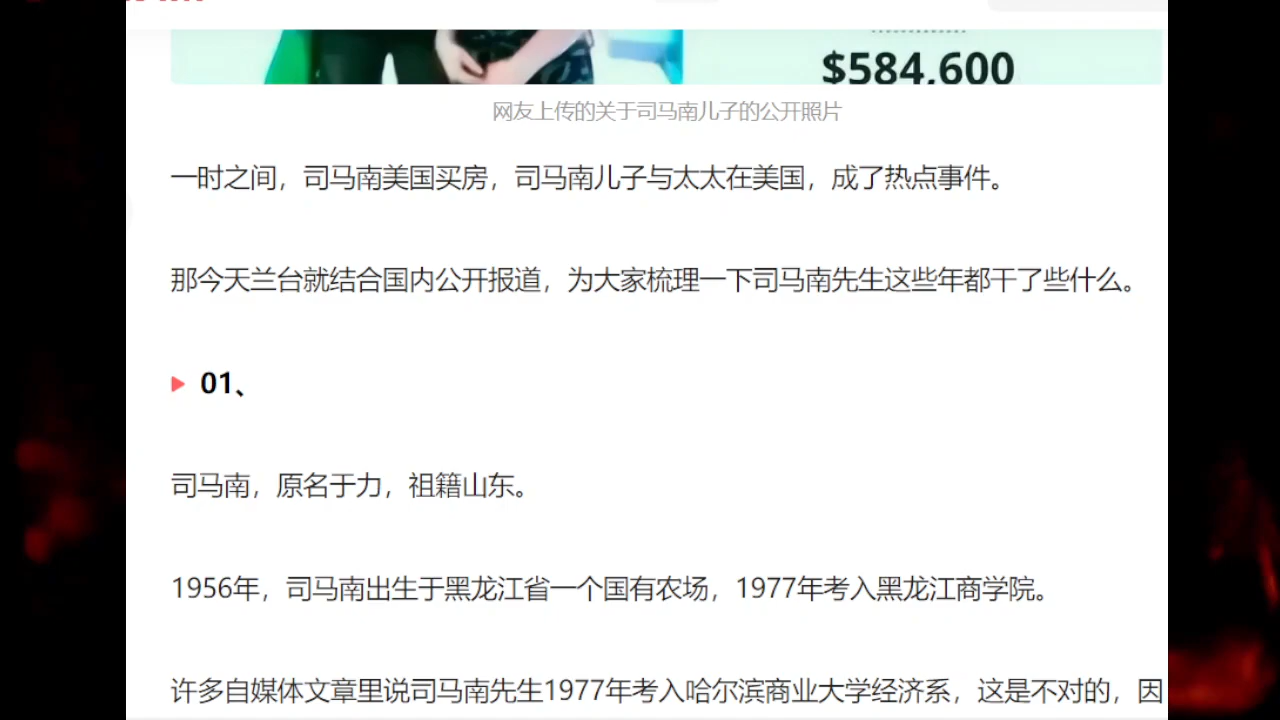 $584,600
网友上传的关于司马南儿子的公开照片
一时之间，司马南美国买房，司马南儿子与太太在美国，成了热点事件。
那今天兰台就结合国内公开报道，为大家梳理一下司马南先生这些年都干了些什么。
01、
司马南，原名于力，祖籍山东。
1956年，司马南出生于黑龙江省一个国有农场，1977年考入黑龙江商学院。
许多自媒体文章里说司马南先生1977年考入哈尔滨商业大学经济系，这是不对的，因